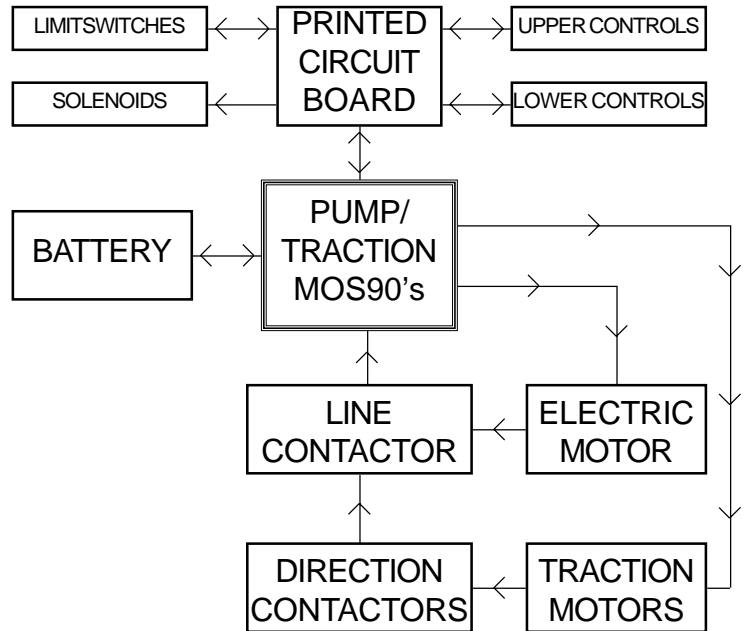 LIMITSWITCHES
PRINTED
CIRCUIT
BOARD
UPPER CONTROLS
SOLENOIDS
LOWER CONTROLS
BATTERY
PUMP/
TRACTION
MOS90's
LINE
CONTACTOR
ELECTRIC
MOTOR
DIRECTION
CONTACTORS
TRACTION
MOTORS